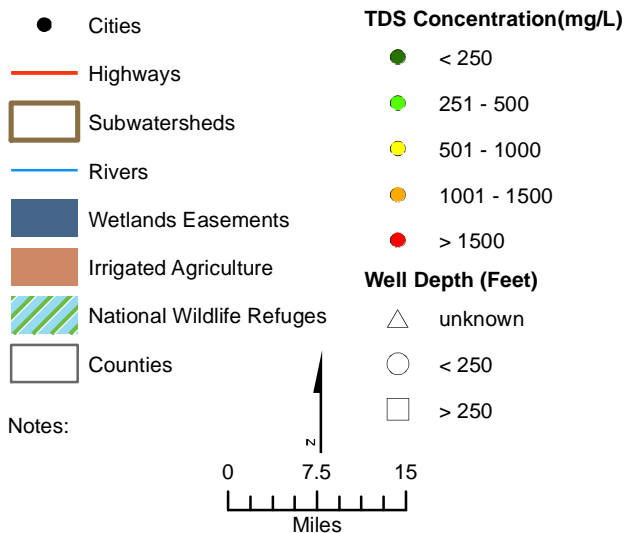 Cities
Highways
Subwatersheds
Rivers
Wetlands Easements
Irrigated Agriculture
National Wildlife Refuges
Counties
Notes:
TDS Concentration(mg/L)
< 250
251 - 500
501 - 1000
1001 - 1500
> 1500
Well Depth (Feet)
unknown
< 250
> 250
N
0 7.5 15
Miles